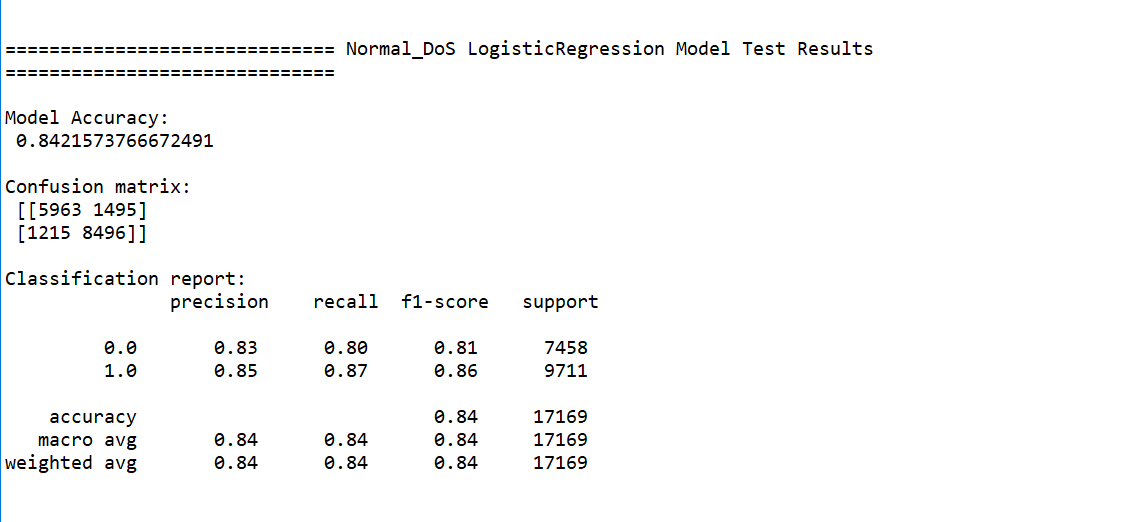 ============================== Normal_DoS LogisticRegression Model Test Results
==============================
Model Accuracy:
0.8421573766672491
Confusion matrix:
[[5963 1495]
[1215 8496]]
Classification report:
precision recall f1-score support
0.0 0.83 0.80 0.81 7458
1.0 0.85 0.87 0.86 9711
accuracy 0.84 17169
macro avg 0.84 0.84 0.84 17169
weighted avg 0.84 0.84 0.84 17169